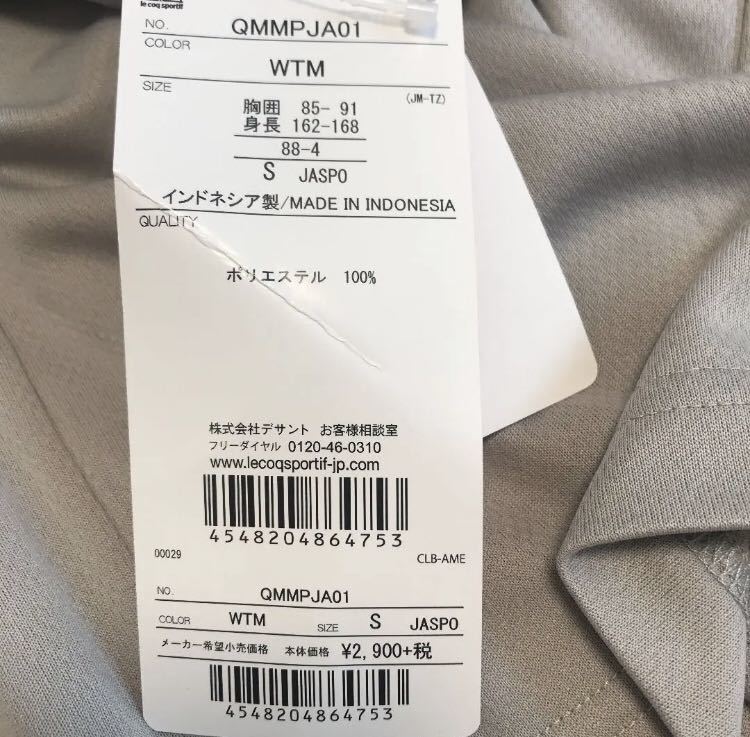 le coq sportif
NO. QMMPJA01
COLOR
WTM
SIZE
(JM-TZ)
胸囲 85- 91
身長 162-168
88-4
S JASPO
インドネシア製/MADE IN INDONESIA
QUALITY
ポリエステル 100%
株式会社デサント お客様相談室
フリーダイヤル 0120-46-0310
www.lecoqsportif-jp.com
4548204864753
00029 CLB-AME
NO. QMMPJA01
COLOR WTM SIZE S JASPO
メーカー希望小売価格 本体価格 ¥2,900+税
4548204864753